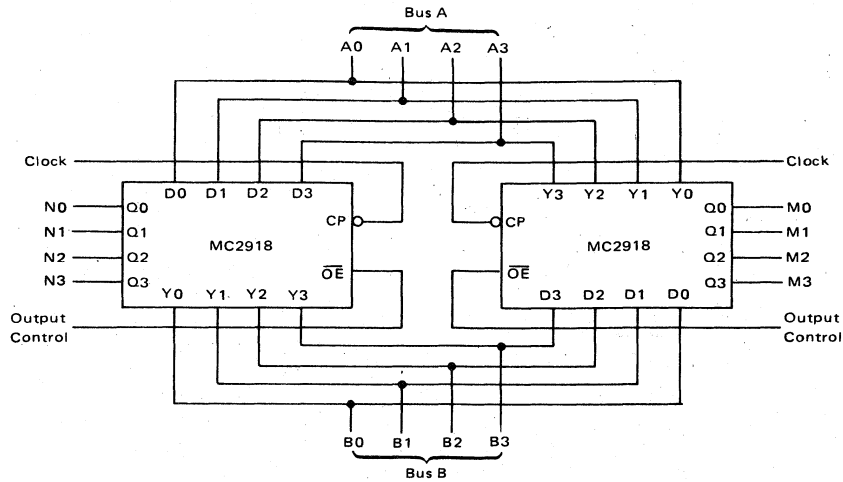 Bus A
A0 A1 A2 A3
Clock Clock
D0 D1 D2 D3 Y3 Y2 Y1 Y0
N0 Q0 CP CP Q0 M0
N1 Q1 Q1 M1
MC2918 MC2918
N2 Q2 Q2 M2
N3 Q3 OE OE Q3 M3
Y0 Y1 Y2 Y3 D3 D2 D1 D0
Output Output
Control Control
B0 B1 B2 B3
Bus B